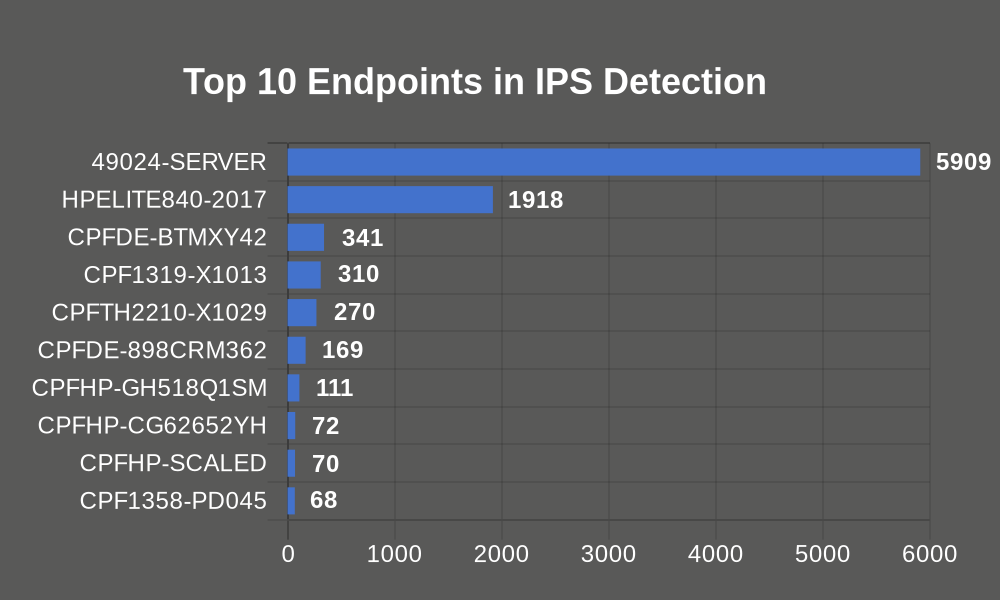 Top 10 Endpoints in IPS Detection
49024-SERVER 5909
HPELITE840-2017 1918
CPFDE-BTMXY42 341
CPF1319-X1013 310
CPFTH2210-X1029 270
CPFDE-898CRM362 169
CPFHP-GH518Q1SM 111
CPFHP-CG62652YH 72
CPFHP-SCALED 70
CPF1358-PD045 68
0 1000 2000 3000 4000 5000 6000